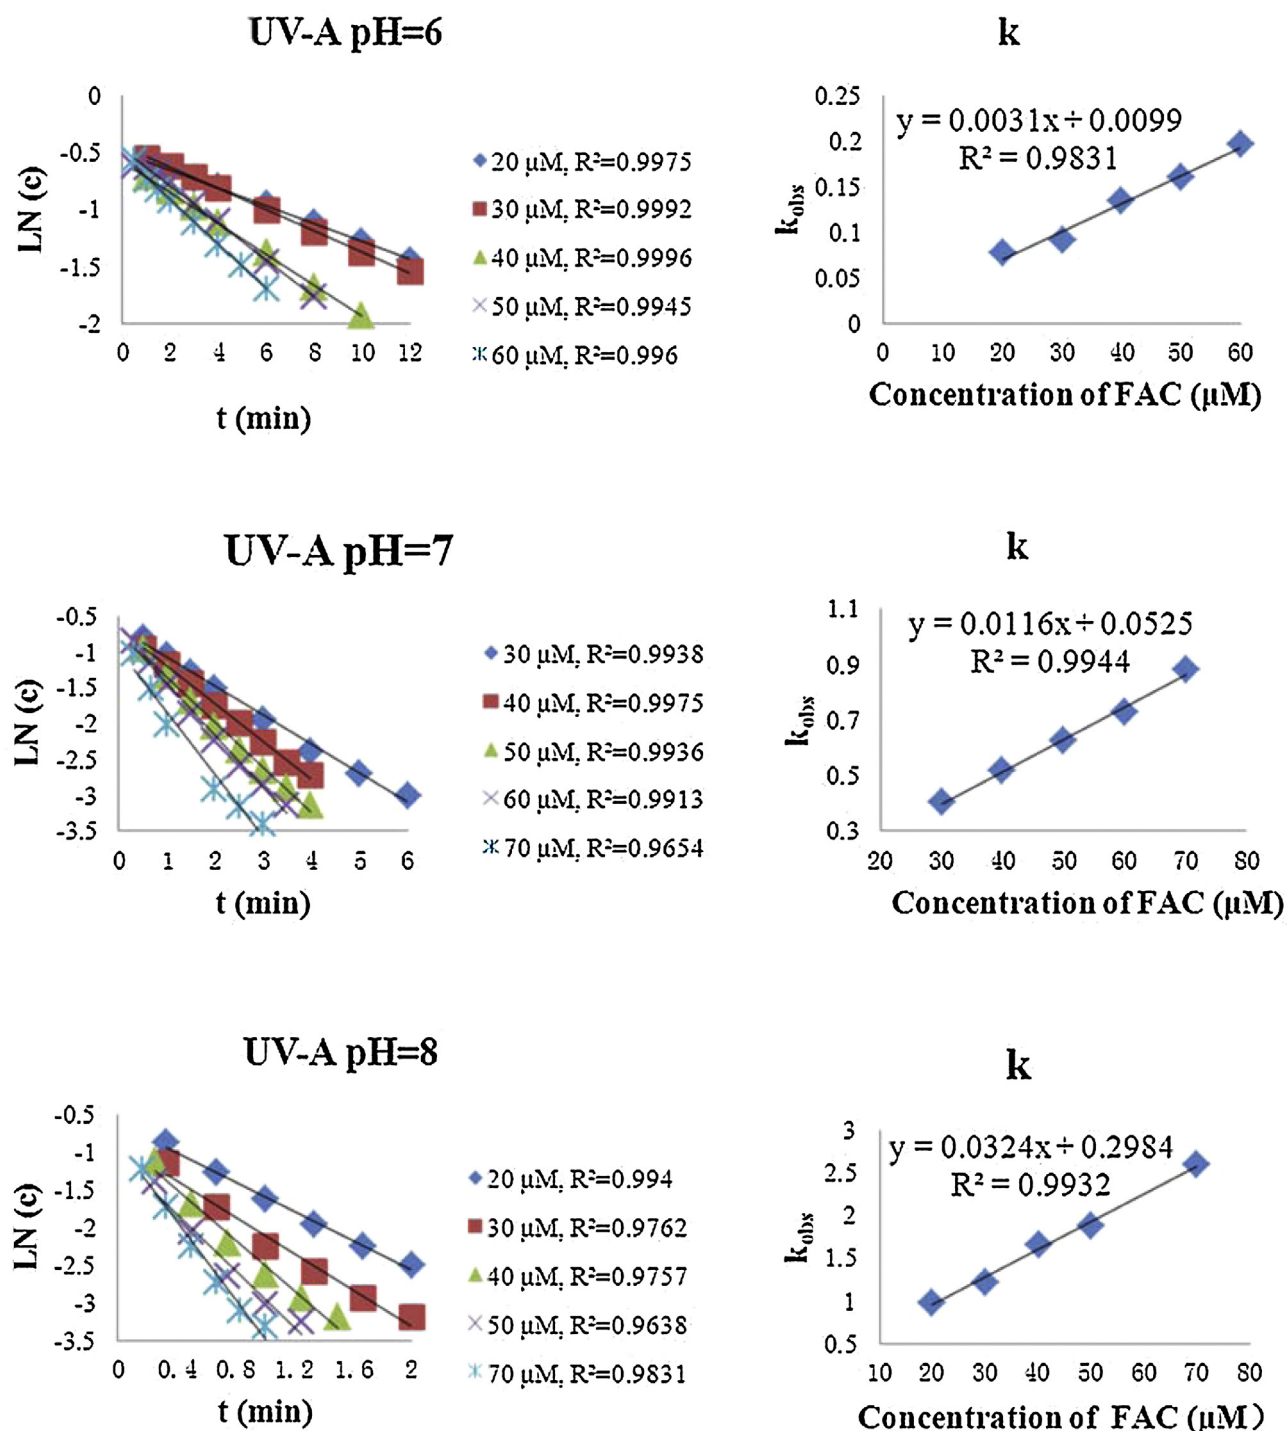 UV-A pH=6
LN (c)
0
-0.5
-1
-1.5
-2
0 2 4 6 8 10 12
t (min)
20 μM, R²=0.9975
30 μM, R²=0.9992
40 μM, R²=0.9996
50 μM, R²=0.9945
60 μM, R²=0.996
k
kobs
0.25
0.2
0.15
0.1
0.05
0
y = 0.0031x + 0.0099
R² = 0.9831
0 10 20 30 40 50 60
Concentration of FAC (μM)
UV-A pH=7
LN (c)
-0.5
-1
-1.5
-2
-2.5
-3
-3.5
0 1 2 3 4 5 6
t (min)
30 μM, R²=0.9938
40 μM, R²=0.9975
50 μM, R²=0.9936
60 μM, R²=0.9913
70 μM, R²=0.9654
k
kobs
1.1
0.9
0.7
0.5
0.3
y = 0.0116x + 0.0525
R² = 0.9944
20 30 40 50 60 70 80
Concentration of FAC (μM)
UV-A pH=8
LN (c)
-0.5
-1
-1.5
-2
-2.5
-3
-3.5
0 0.4 0.8 1.2 1.6 2
t (min)
20 μM, R²=0.994
30 μM, R²=0.9762
40 μM, R²=0.9757
50 μM, R²=0.9638
70 μM, R²=0.9831
k
kobs
3
2.5
2
1.5
1
0.5
y = 0.0324x + 0.2984
R² = 0.9932
10 20 30 40 50 60 70 80
Concentration of FAC (μM)